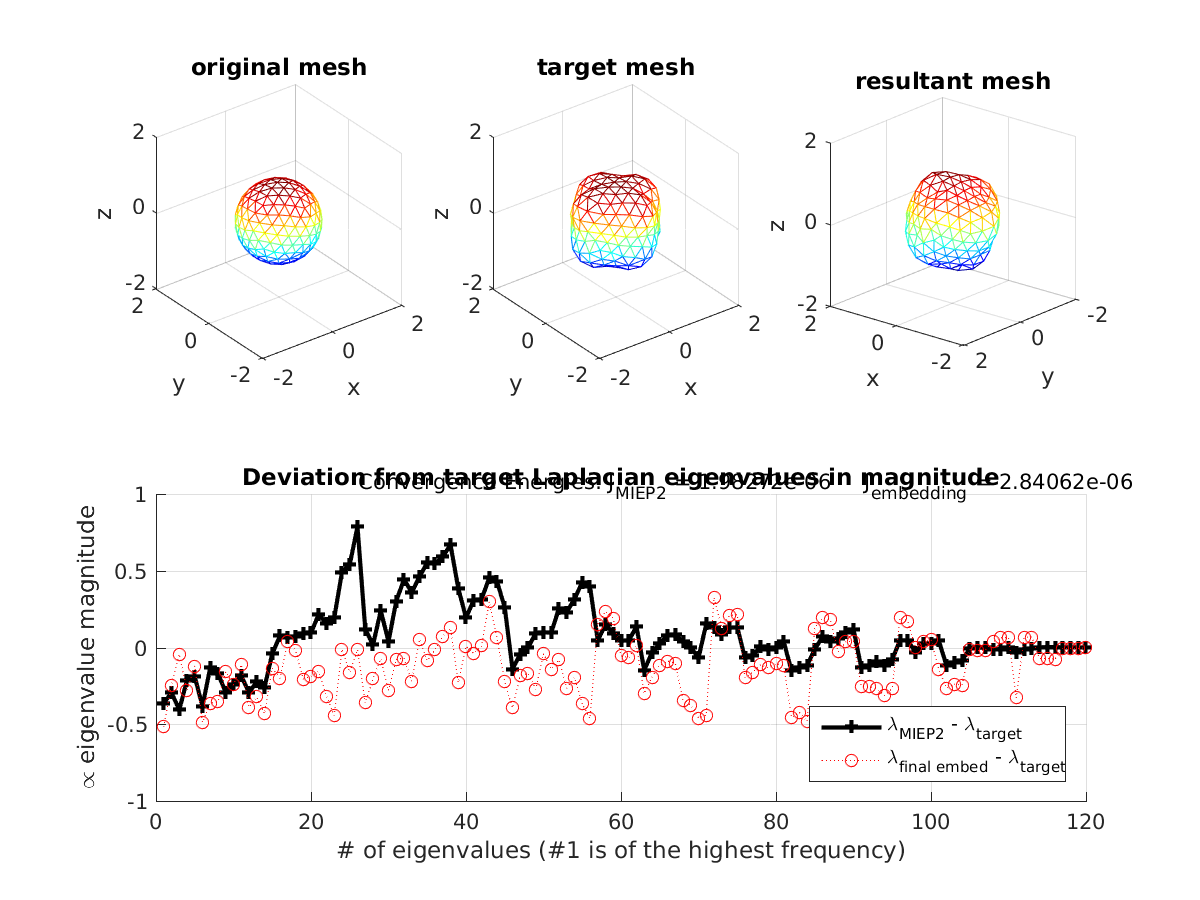 original mesh
target mesh
resultant mesh
2
0
-2
z
2
0
-2
y
-2
0
2
x
2
0
-2
z
2
0
-2
y
-2
0
2
x
2
0
-2
z
2
0
-2
x
2
0
-2
y
Deviation from target Laplacian eigenvalues in magnitude
Convergence Energies: J_MIEP2 = 1.98272e-06 J_embedding = 2.84062e-06
1
0.5
0
-0.5
-1
∝ eigenvalue magnitude
λ_MIEP2 - λ_target
λ_final embed - λ_target
0 20 40 60 80 100 120
# of eigenvalues (#1 is of the highest frequency)